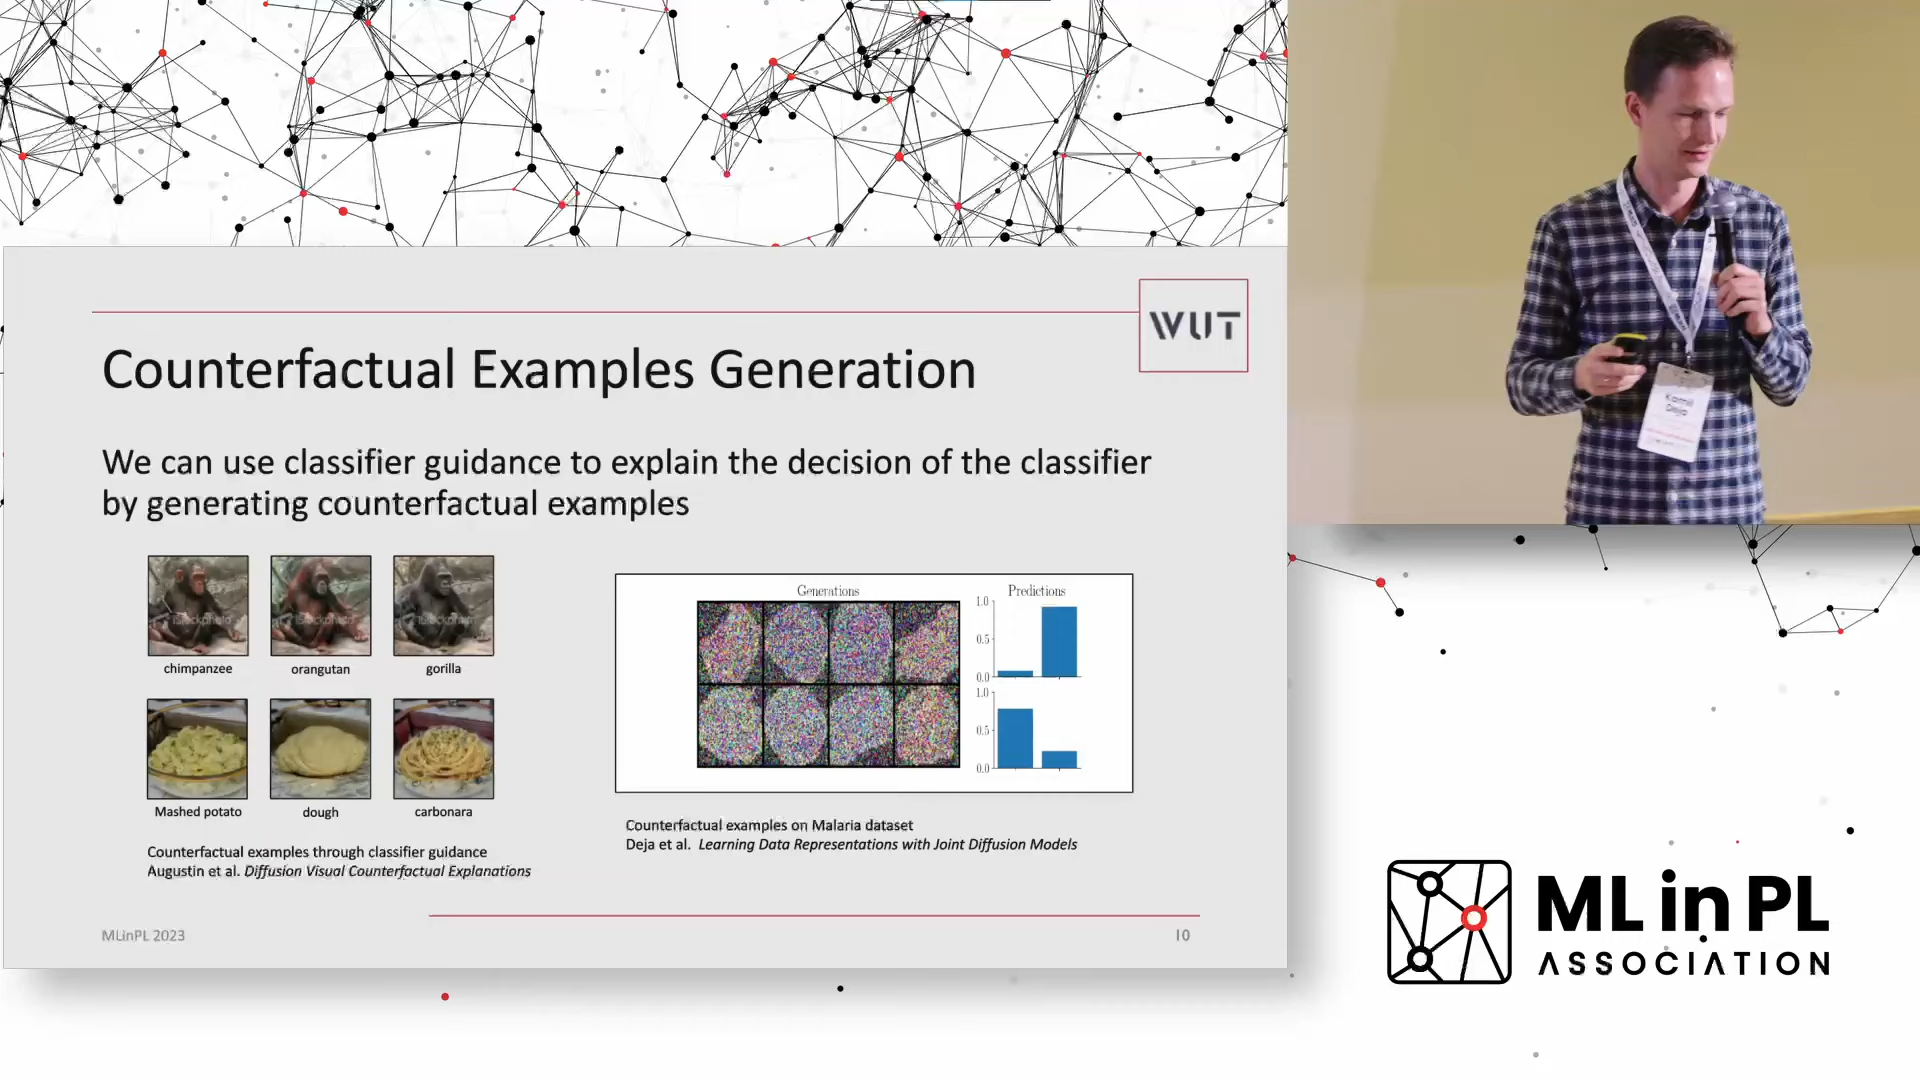 WUT
Counterfactual Examples Generation
We can use classifier guidance to explain the decision of the classifier
by generating counterfactual examples
chimpanzee
orangutan
gorilla
Mashed potato
dough
carbonara
Counterfactual examples through classifier guidance
Augustin et al. Diffusion Visual Counterfactual Explanations
Generations
Predictions
1.0
0.5
0.0
1.0
0.5
0.0
Counterfactual examples on Malaria dataset
Deja et al. Learning Data Representations with Joint Diffusion Models
MLinPL 2023
10
Kamil
Deja
ML in PL
ASSOCIATION